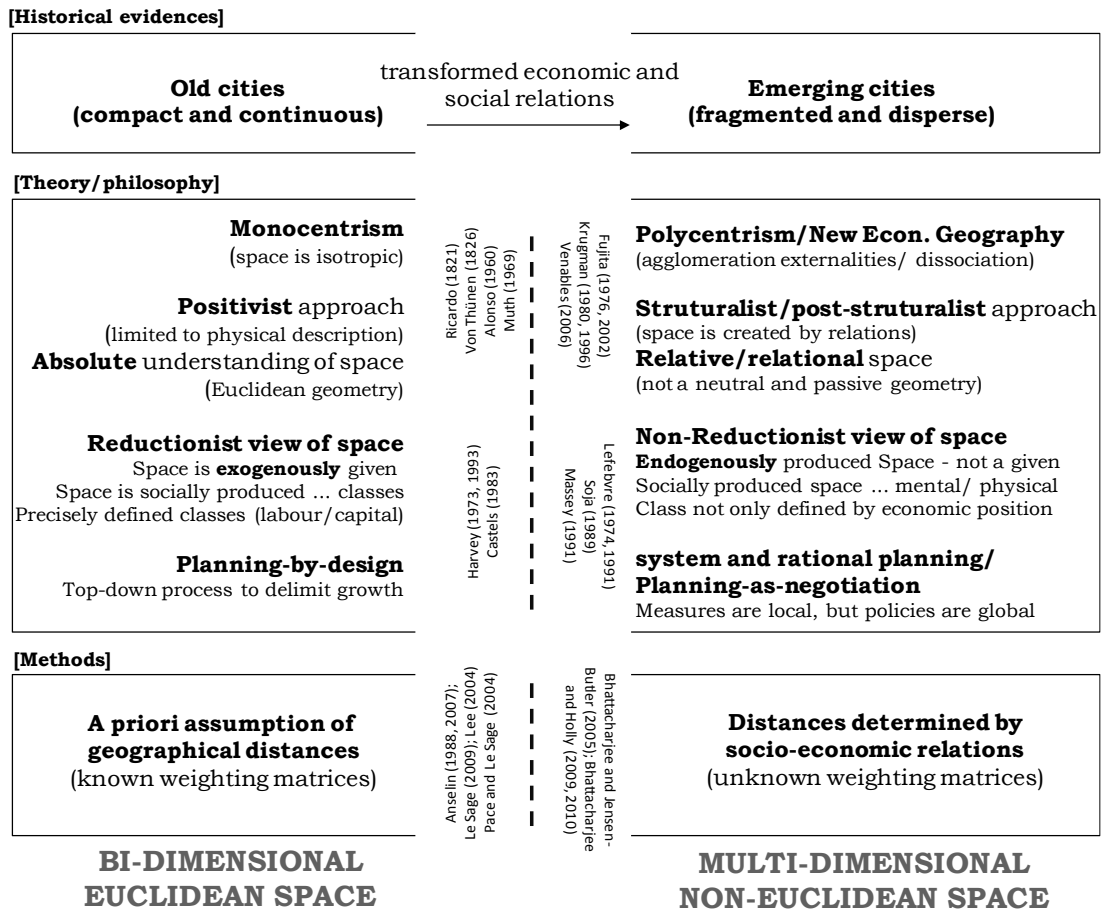 [Historical evidences]
Old cities
(compact and continuous)
transformed economic and
social relations
Emerging cities
(fragmented and disperse)
[Theory/philosophy]
Monocentrism
(space is isotropic)
Positivist approach
(limited to physical description)
Absolute understanding of space
(Euclidean geometry)
Reductionist view of space
Space is exogenously given
Space is socially produced ... classes
Precisely defined classes (labour/capital)
Planning-by-design
Top-down process to delimit growth
Ricardo (1821)
Von Thünen (1826)
Alonso (1960)
Muth (1969)
Harvey (1973, 1993)
Castels (1983)
Fujita (1976, 2002)
Krugman (1980, 1996)
Venables (2006)
Lefebvre (1974, 1991)
Soja (1989)
Massey (1991)
Polycentrism/New Econ. Geography
(agglomeration externalities/ dissociation)
Struturalist/post-struturalist approach
(space is created by relations)
Relative/relational space
(not a neutral and passive geometry)
Non-Reductionist view of space
Endogenously produced Space - not a given
Socially produced space ... mental/ physical
Class not only defined by economic position
system and rational planning/
Planning-as-negotiation
Measures are local, but policies are global
[Methods]
A priori assumption of
geographical distances
(known weighting matrices)
Anselin (1988, 2007);
Le Sage (2009); Lee (2004)
Pace and Le Sage (2004)
Bhattacharjee and Jensen-
Butler (2005); Bhattacharjee
and Holly (2009, 2010)
Distances determined by
socio-economic relations
(unknown weighting matrices)
BI-DIMENSIONAL
EUCLIDEAN SPACE
MULTI-DIMENSIONAL
NON-EUCLIDEAN SPACE